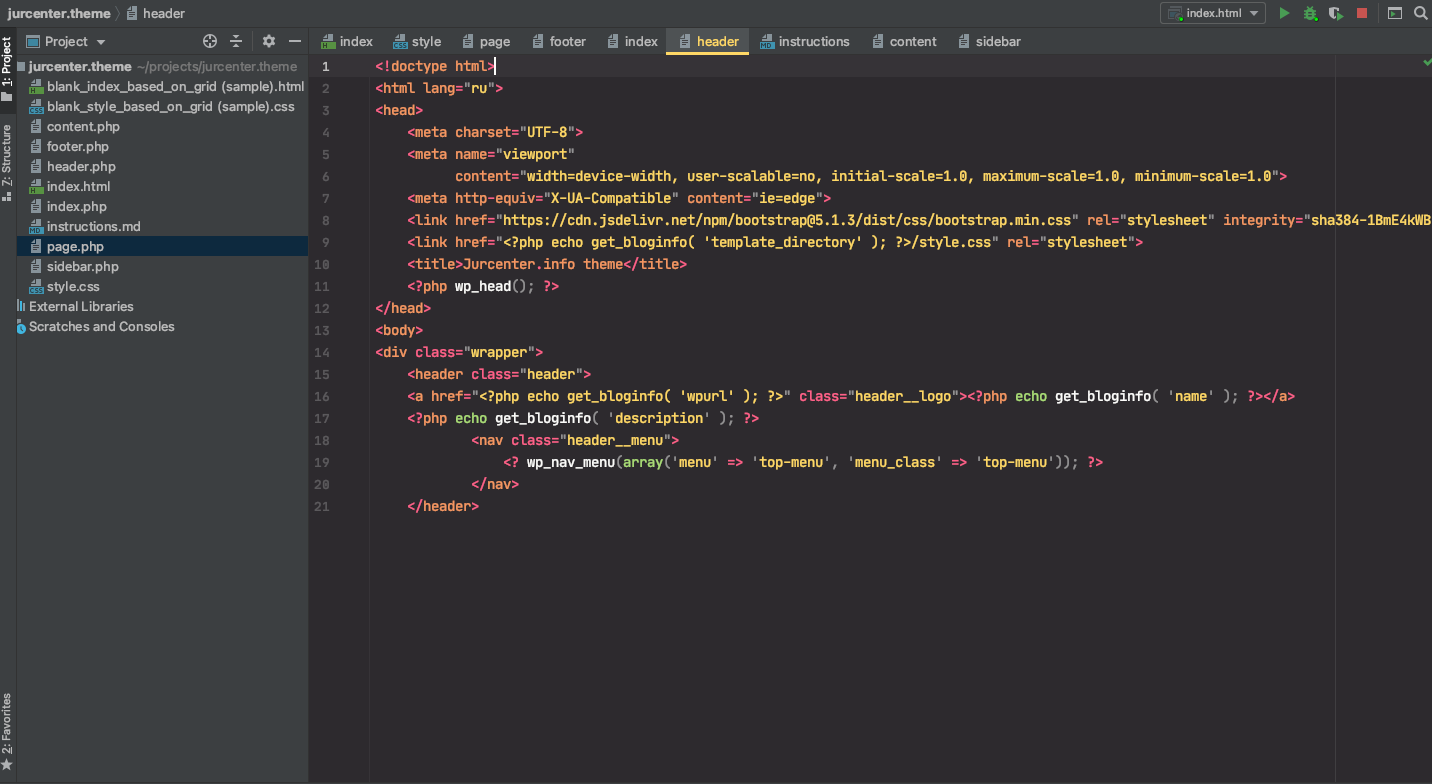 jurcenter.theme header
index.html
Project
index style page footer index header instructions content sidebar
1: Project
Z: Structure
2: Favorites
jurcenter.theme ~/projects/jurcenter.theme
blank_index_based_on_grid (sample).html
blank_style_based_on_grid (sample).css
content.php
footer.php
header.php
index.html
index.php
instructions.md
page.php
sidebar.php
style.css
External Libraries
Scratches and Consoles
1 <!doctype html>
2 <html lang="ru">
3 <head>
4 <meta charset="UTF-8">
5 <meta name="viewport"
6 content="width=device-width, user-scalable=no, initial-scale=1.0, maximum-scale=1.0, minimum-scale=1.0">
7 <meta http-equiv="X-UA-Compatible" content="ie=edge">
8 <link href="https://cdn.jsdelivr.net/npm/bootstrap@5.1.3/dist/css/bootstrap.min.css" rel="stylesheet" integrity="sha384-1BmE4kWB
9 <link href="<?php echo get_bloginfo( 'template_directory' ); ?>/style.css" rel="stylesheet">
10 <title>Jurcenter.info theme</title>
11 <?php wp_head(); ?>
12 </head>
13 <body>
14 <div class="wrapper">
15 <header class="header">
16 <a href="<?php echo get_bloginfo( 'wpurl' ); ?>" class="header__logo"><?php echo get_bloginfo( 'name' ); ?></a>
17 <?php echo get_bloginfo( 'description' ); ?>
18 <nav class="header__menu">
19 <? wp_nav_menu(array('menu' => 'top-menu', 'menu_class' => 'top-menu')); ?>
20 </nav>
21 </header>